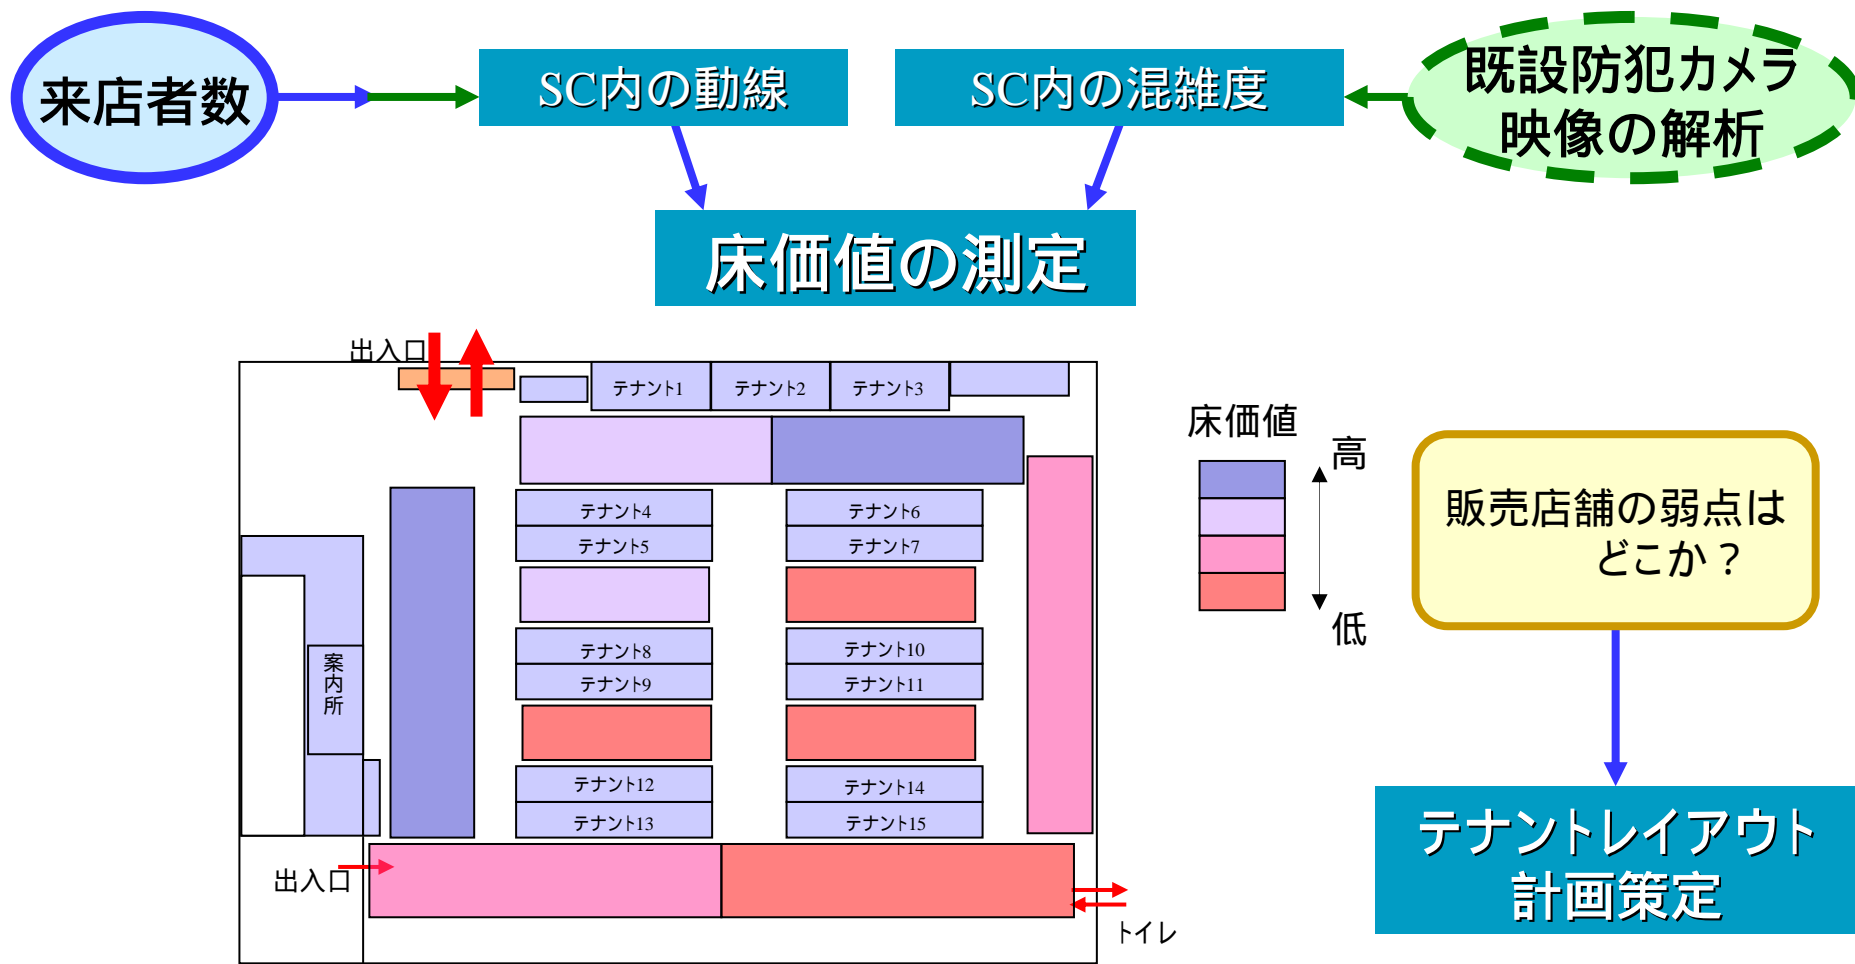 来店者数
SC内の動線
SC内の混雑度
既設防犯カメラ
映像の解析
床価値の測定
出入口
テナント1
テナント2
テナント3
テナント4
テナント6
テナント5
テナント7
テナント8
テナント10
テナント9
テナント11
案内所
テナント12
テナント14
テナント13
テナント15
出入口
トイレ
床価値
高
低
販売店舗の弱点は
どこか？
テナントレイアウト
計画策定